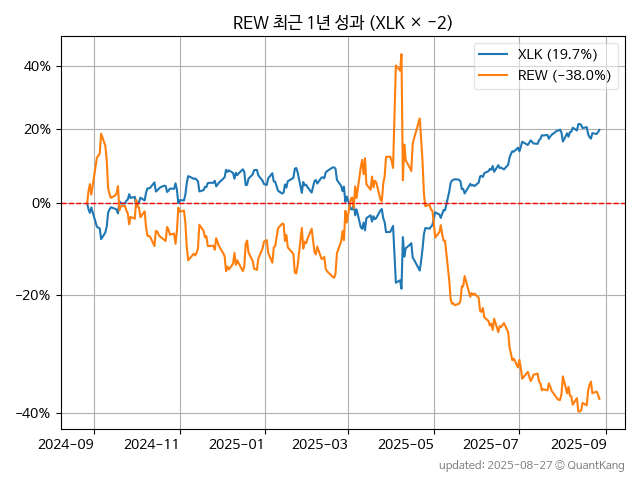 REW 최근 1년 성과 (XLK × -2)
XLK (19.7%)
REW (-38.0%)
40%
20%
0%
-20%
-40%
2024-09 2024-11 2025-01 2025-03 2025-05 2025-07 2025-09
updated: 2025-08-27 © QuantKang